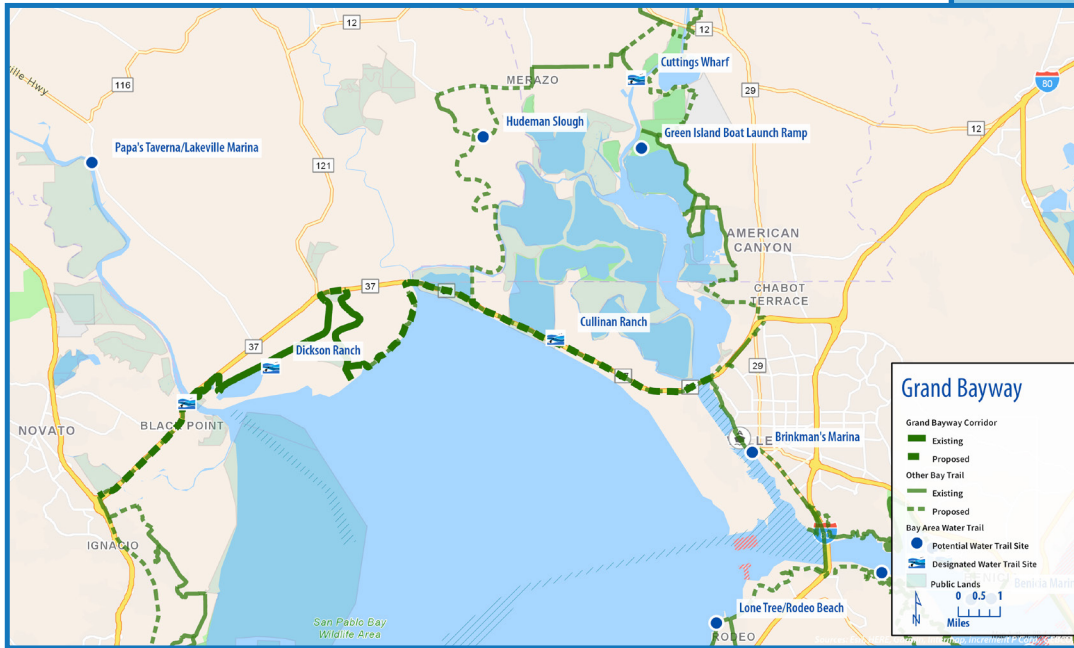 12
12
Cuttings Wharf
80
116
ville Hwy
MERAZO
29
Hudeman Slough
Green Island Boat Launch Ramp
12
Papa's Taverna/Lakeville Marina
121
AMERICAN
CANYON
37
CHABOT
TERRACE
Cullinan Ranch
37
Dickson Ranch
29
Grand Bayway
Grand Bayway Corridor
Existing
Proposed
Other Bay Trail
Existing
Proposed
Bay Area Water Trail
Potential Water Trail Site
Designated Water Trail Site
Public Lands
0 0.5 1
Miles
N
NOVATO
BLACK POINT
Brinkman's Marina
IGNACIO
Benicia Marin
Lone Tree/Rodeo Beach
San Pablo Bay
Wildlife Area
RODEO